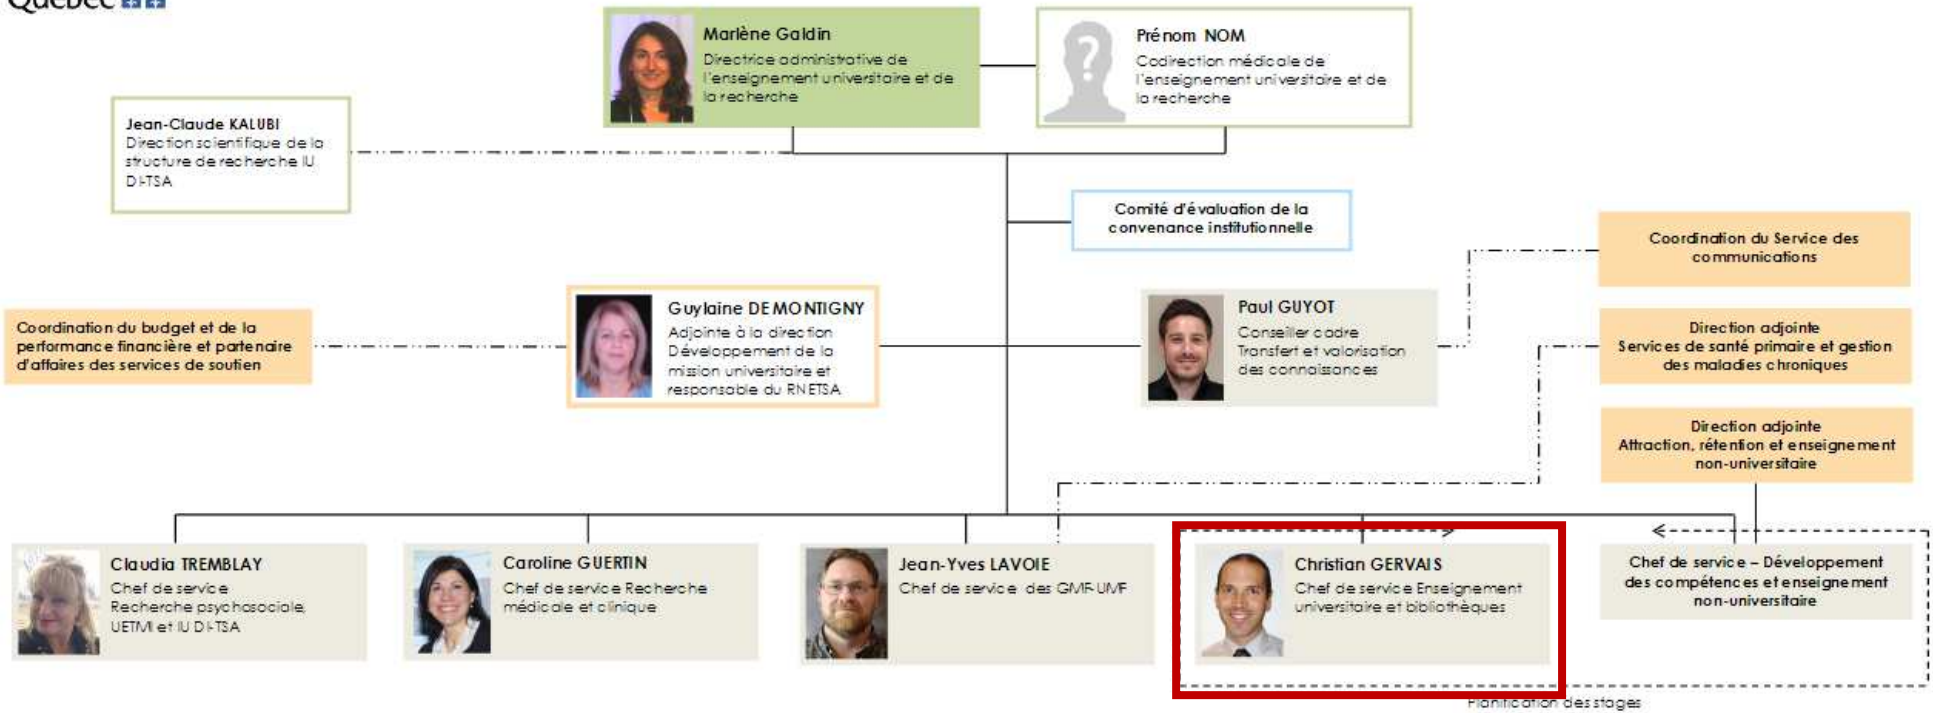 Québec
Marlène Galdin
Directrice administrative de
l'enseignement universitaire et de
la recherche
?
Prénom NOM
Codirection médicale de
l'enseignement universitaire et de
la recherche
Jean-Claude KALUBI
Direction scientifique de la
structure de recherche IU
DI-TSA
Comité d'évaluation de la
convenance institutionnelle
Coordination du Service des
communications
Coordination du budget et de la
performance financière et partenaire
d'affaires des services de soutien
Guylaine DE MONTIGNY
Adjointe à la direction
Développement de la
mission universitaire et
responsable du RNETSA
Paul GUYOT
Conseiller cadre
Transfert et valorisation
des connaissances
Direction adjointe
Services de santé primaire et gestion
des maladies chroniques
Direction adjointe
Attraction, rétention et enseignement
non-universitaire
Claudia TREMBLAY
Chef de service
Recherche psychosociale,
UETMI et IU DI-TSA
Caroline GUERTIN
Chef de service Recherche
médicale et clinique
Jean-Yves LAVOIE
Chef de service des GMF-UMF
Christian GERVAIS
Chef de service Enseignement
universitaire et bibliothèques
Chef de service – Développement
des compétences et enseignement
non-universitaire
Planification des stages